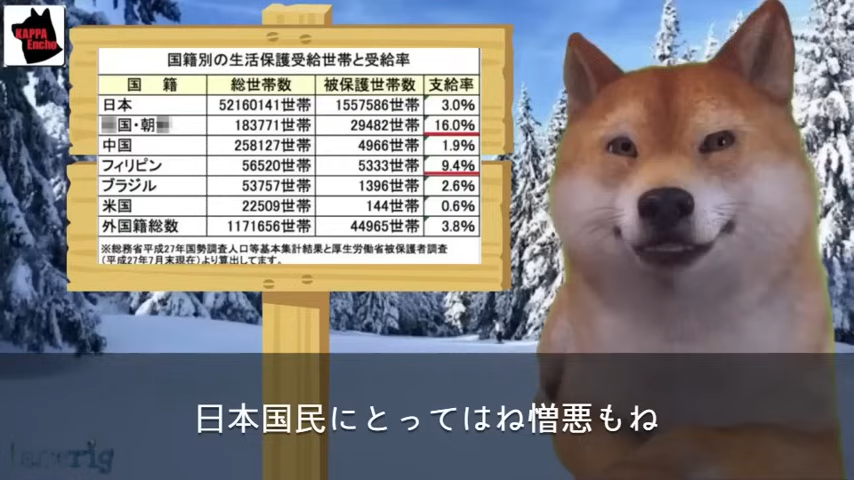 KAPPA
Encho
国籍別の生活保護受給世帯と受給率
国 籍 総世帯数 被保護世帯数 支給率
日本 52160141世帯 1557586世帯 3.0%
国・朝 183771世帯 29482世帯 16.0%
中国 258127世帯 4966世帯 1.9%
フィリピン 56520世帯 5333世帯 9.4%
ブラジル 53757世帯 1396世帯 2.6%
米国 22509世帯 144世帯 0.6%
外国籍総数 1171656世帯 44965世帯 3.8%
※総務省平成27年国勢調査人口等基本集計結果と厚生労働省被保護者調査
(平成27年7月末現在)より算出してます。
日本国民にとってはね憎悪もね